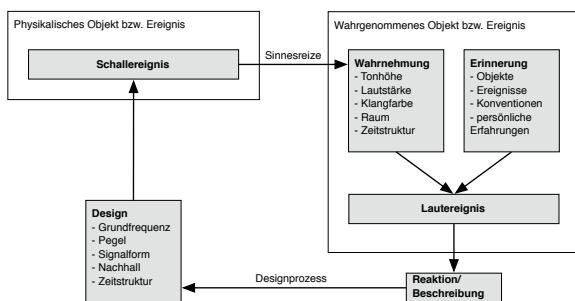 Physikalisches Objekt bzw. Ereignis
Schallereignis
Sinnesreize
Wahrgenommenes Objekt bzw. Ereignis
Wahrnehmung
- Tonhöhe
- Lautstärke
- Klangfarbe
- Raum
- Zeitstruktur
Erinnerung
- Objekte
- Ereignisse
- Konventionen
- persönliche
Erfahrungen
Lautereignis
Design
- Grundfrequenz
- Pegel
- Signalform
- Nachhall
- Zeitstruktur
Designprozess
Reaktion/
Beschreibung